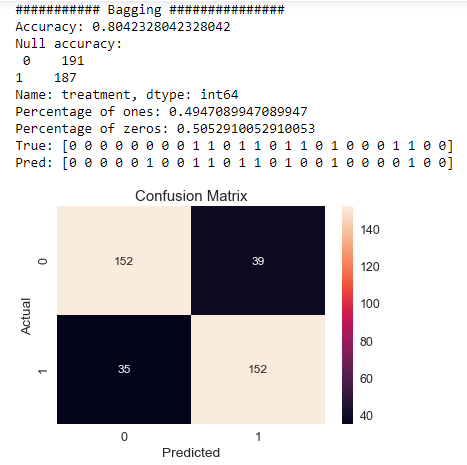 ########### Bagging ###############
Accuracy: 0.8042328042328042
Null accuracy:
0 191
1 187
Name: treatment, dtype: int64
Percentage of ones: 0.4947089947089947
Percentage of zeros: 0.5052910052910053
True: [0 0 0 0 0 0 0 0 1 1 0 1 1 0 1 1 0 1 0 0 0 1 1 0 0]
Pred: [0 0 0 0 0 1 0 0 1 1 0 1 1 0 1 0 0 1 0 0 0 0 1 0 0]
Confusion Matrix
152 39
35 152
0
1
Actual
0 1
Predicted
140
120
100
80
60
40